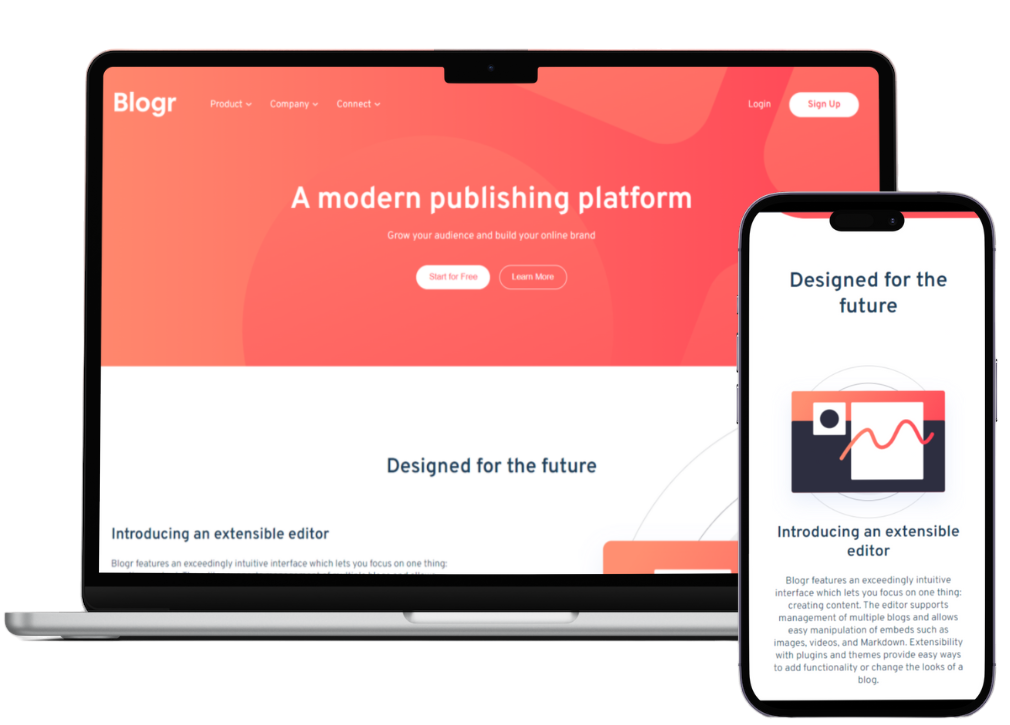 Blogr
Product
Company
Connect
Login
Sign Up
A modern publishing platform
Grow your audience and build your online brand
Start for Free
Learn More
Designed for the future
Introducing an extensible editor
Blogr features an exceedingly intuitive interface which lets you focus on one thing:
Designed for the
future
Introducing an extensible
editor
Blogr features an exceedingly intuitive
interface which lets you focus on one thing:
creating content. The editor supports
management of multiple blogs and allows
easy manipulation of embeds such as
images, videos, and Markdown. Extensibility
with plugins and themes provide easy ways
to add functionality or change the looks of a
blog.